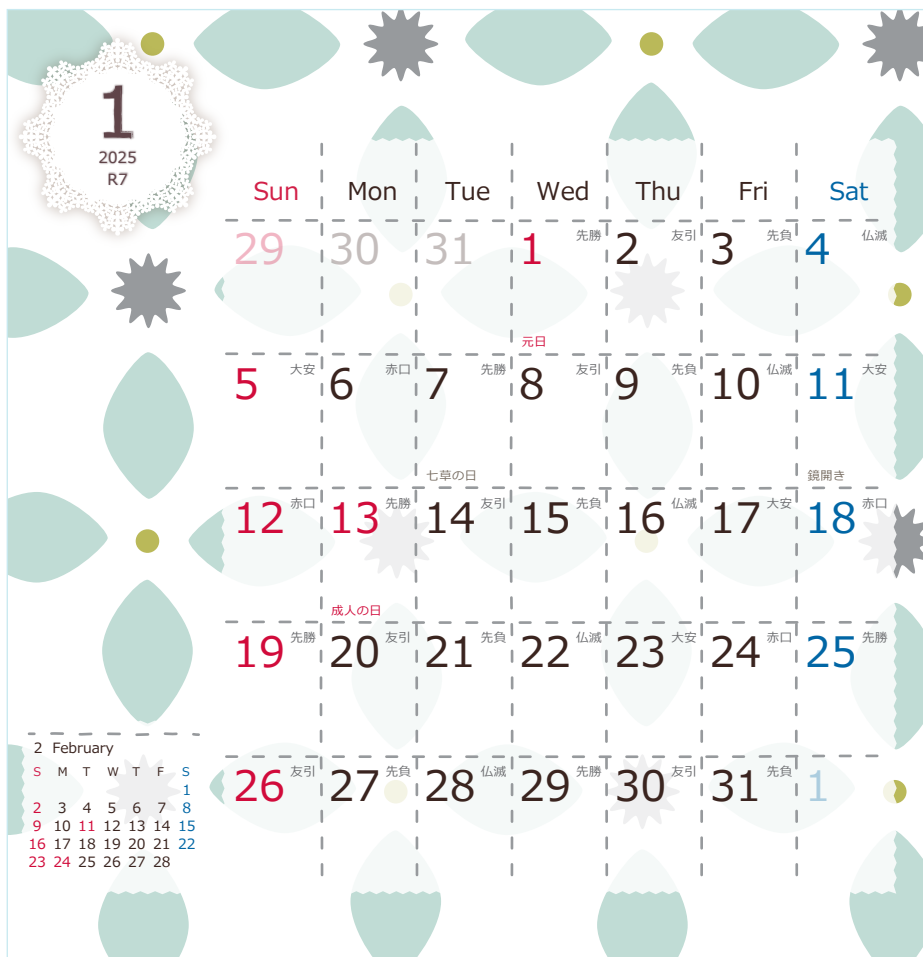 1
2025
R7
Sun Mon Tue Wed Thu Fri Sat
29 30 31 1 先勝 2 友引 3 先負 4 仏滅
元日
5 大安 6 赤口 7 先勝 8 友引 9 先負 10 仏滅 11 大安
七草の日 鏡開き
12 赤口 13 先勝 14 友引 15 先負 16 仏滅 17 大安 18 赤口
成人の日
19 先勝 20 友引 21 先負 22 仏滅 23 大安 24 赤口 25 先勝
26 友引 27 先負 28 仏滅 29 先勝 30 友引 31 先負 1
2 February
S M T W T F S
1
2 3 4 5 6 7 8
9 10 11 12 13 14 15
16 17 18 19 20 21 22
23 24 25 26 27 28